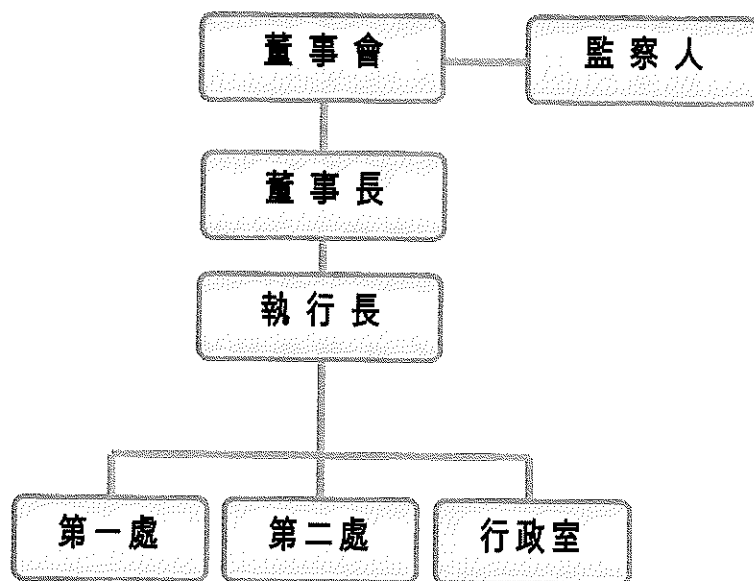 董事會
監察人
董事長
執行長
第一處
第二處
行政室